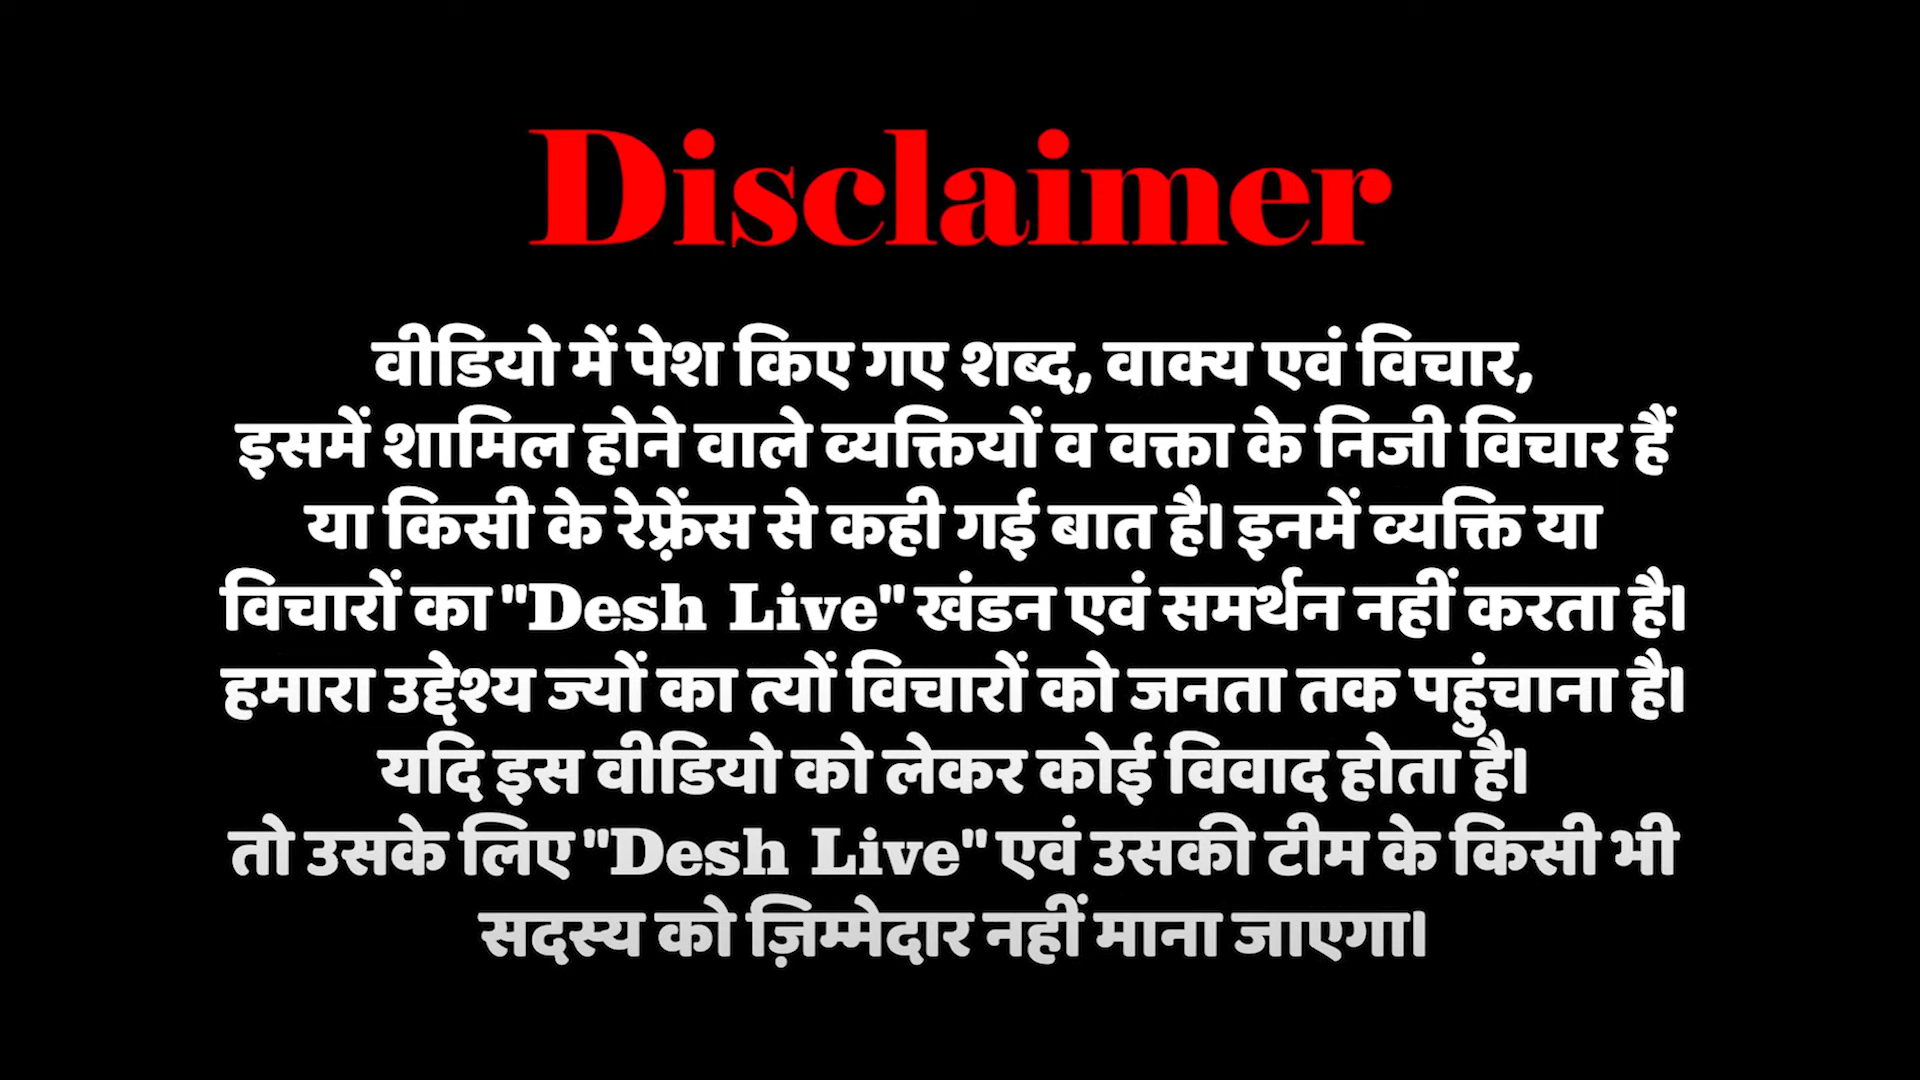 Disclaimer
वीडियो में पेश किए गए शब्द, वाक्य एवं विचार,
इसमें शामिल होने वाले व्यक्तियों व वक्ता के निजी विचार हैं
या किसी के रेफ़्रेंस से कही गई बात है। इनमें व्यक्ति या
विचारों का "Desh Live" खंडन एवं समर्थन नहीं करता है।
हमारा उद्देश्य ज्यों का त्यों विचारों को जनता तक पहुंचाना है।
यदि इस वीडियो को लेकर कोई विवाद होता है।
तो उसके लिए "Desh Live" एवं उसकी टीम के किसी भी
सदस्य को ज़िम्मेदार नहीं माना जाएगा।